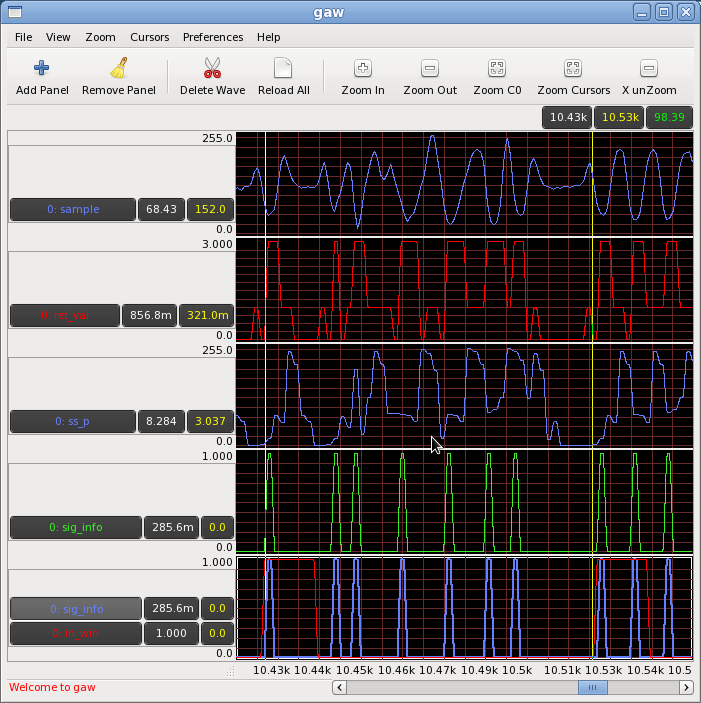 gaw
File View Zoom Cursors Preferences Help
Add Panel Remove Panel Delete Wave Reload All Zoom In Zoom Out Zoom C0 Zoom Cursors X unZoom
10.43k 10.53k 98.39
255.0
0: sample 68.43 152.0
0.0
3.000
0: rst_val 856.8m 321.0m
0.0
255.0
0: ss_p 8.284 3.037
0.0
1.000
0: sig_info 285.6m 0.0
0.0
1.000
0: sig_info 285.6m 0.0
0: in_win 1.000 0.0
0.0
10.43k 10.44k 10.45k 10.46k 10.47k 10.49k 10.5k 10.51k 10.53k 10.54k 10.5
Welcome to gaw